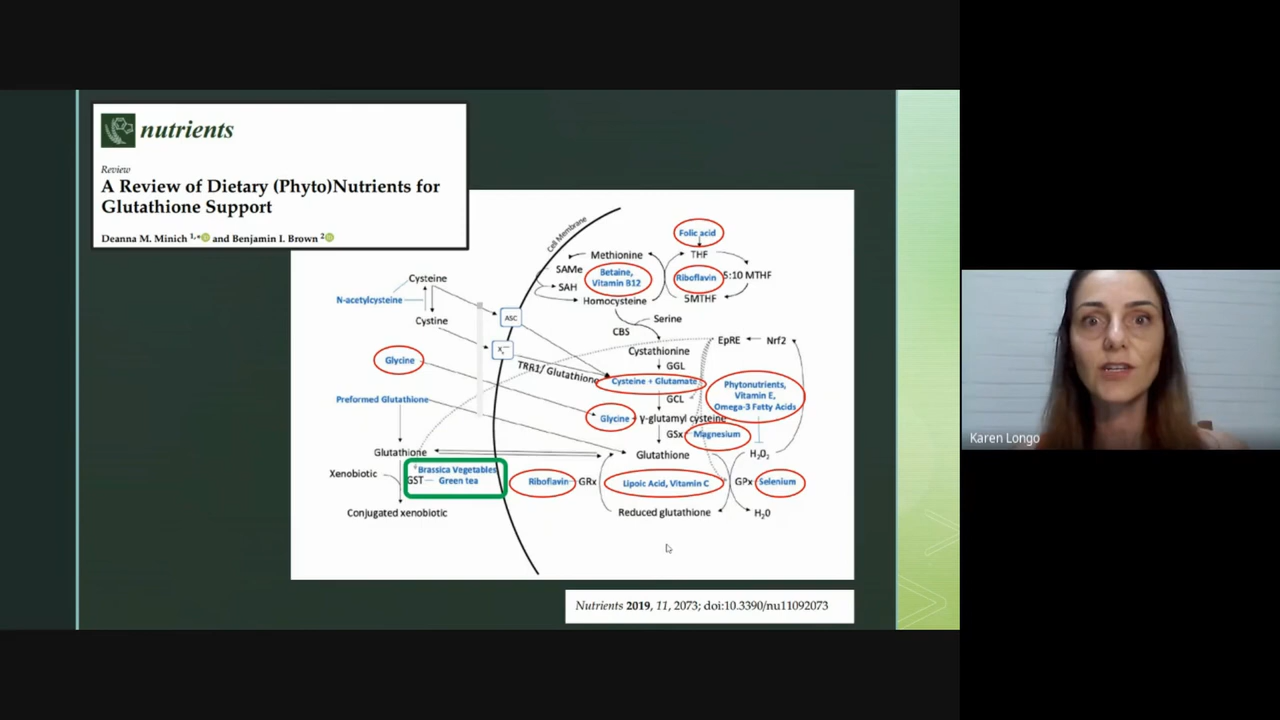 nutrients
Review
A Review of Dietary (Phyto)Nutrients for
Glutathione Support
Deanna M. Minich 1,* and Benjamin I. Brown 2
Cell Membrane
Folic acid
THF
Methionine
SAMe
Betaine,
Vitamin B12
Riboflavin
5:10 MTHF
SAH
Homocysteine
5MTHF
Cysteine
N-acetylcysteine
Cystine
ASC
Serine
CBS
EpRE
Nrf2
Cystathionine
Glycine
TRR1/ Glutathione
GGL
Cysteine + Glutamate
Phytonutrients,
Vitamin E,
Omega-3 Fatty Acids
Preformed Glutathione
GCL
Glycine
γ-glutamyl cysteine
GSx
Magnesium
Glutathione
Glutathione
H2O2
Xenobiotic
GST
Brassica Vegetables
Green tea
Riboflavin
GRx
Lipoic Acid, Vitamin C
GPx
Selenium
Conjugated xenobiotic
Reduced glutathione
H20
Nutrients 2019, 11, 2073; doi:10.3390/nu11092073
Karen Longo